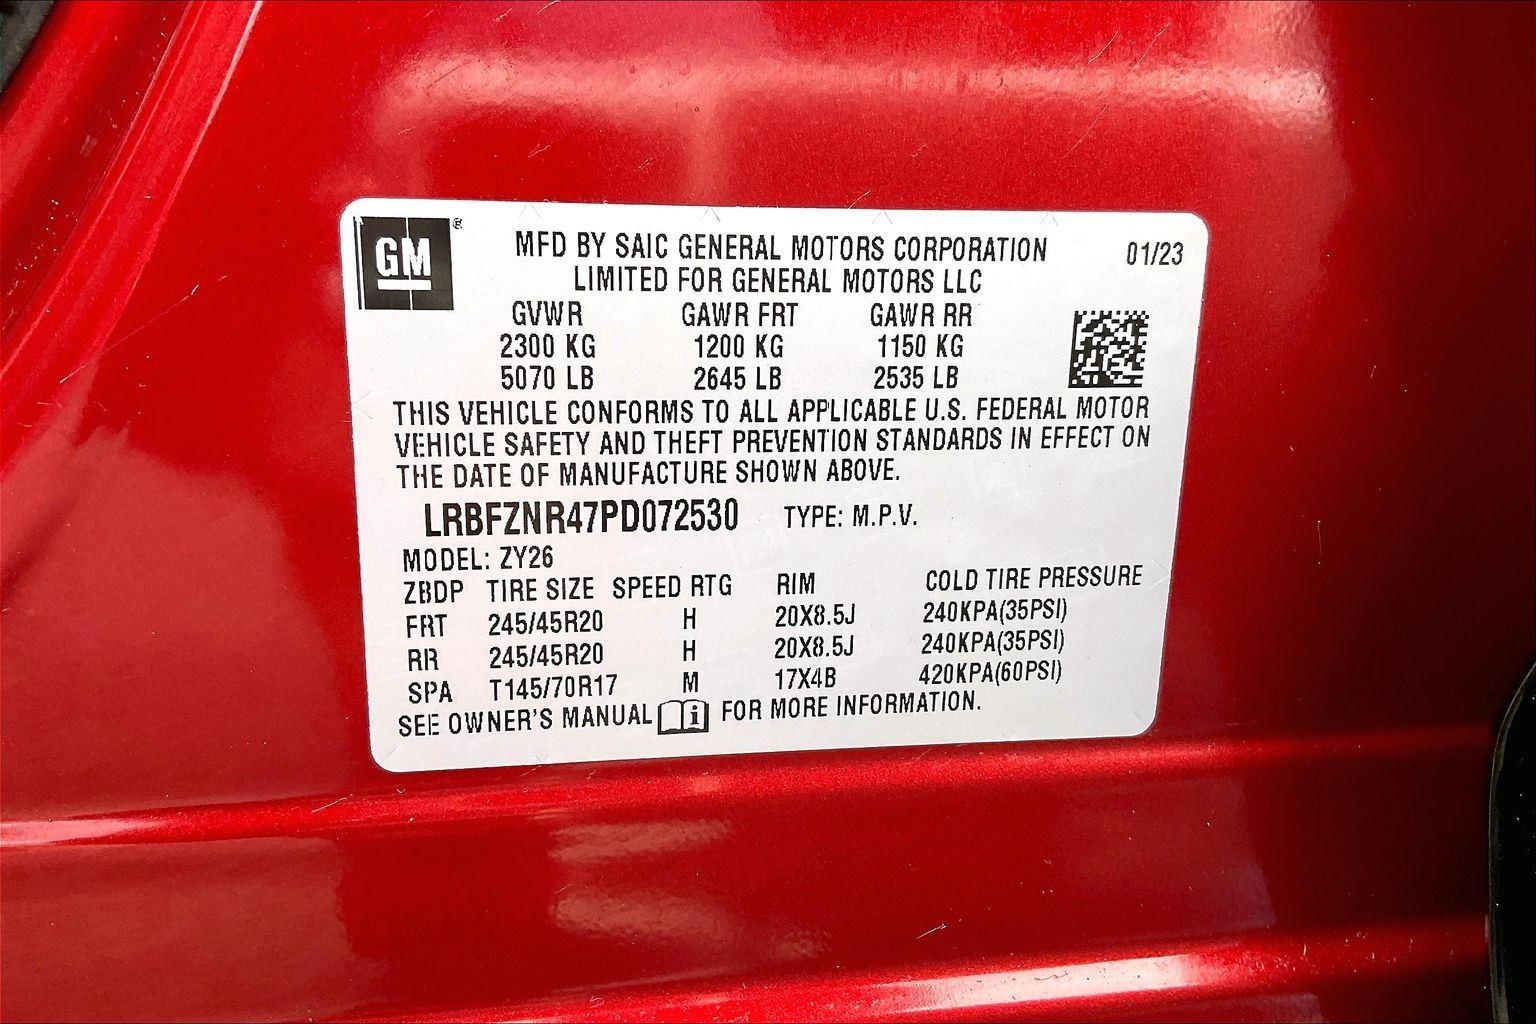 GM®
MFD BY SAIC GENERAL MOTORS CORPORATION 01/23
LIMITED FOR GENERAL MOTORS LLC
GVWR GAWR FRT GAWR RR
2300 KG 1200 KG 1150 KG
5070 LB 2645 LB 2535 LB
THIS VEHICLE CONFORMS TO ALL APPLICABLE U.S. FEDERAL MOTOR
VEHICLE SAFETY AND THEFT PREVENTION STANDARDS IN EFFECT ON
THE DATE OF MANUFACTURE SHOWN ABOVE.
LRBFZNR47PD072530 TYPE: M.P.V.
MODEL: ZY26
ZBDP TIRE SIZE SPEED RTG RIM COLD TIRE PRESSURE
FRT 245/45R20 H 20X8.5J 240KPA(35PSI)
RR 245/45R20 H 20X8.5J 240KPA(35PSI)
SPA T145/70R17 M 17X4B 420KPA(60PSI)
SEE OWNER'S MANUAL i FOR MORE INFORMATION.